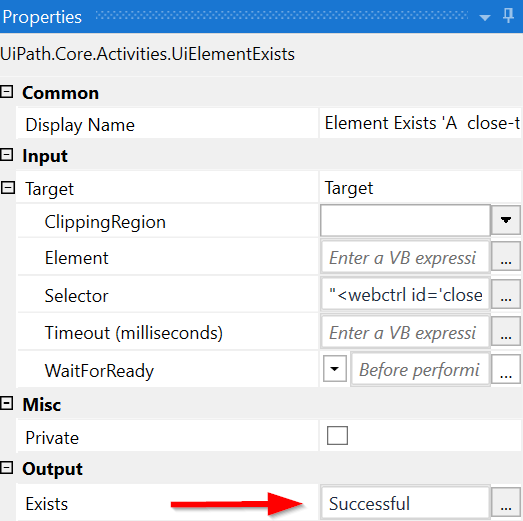 Properties
UiPath.Core.Activities.UiElementExists
Common
Display Name Element Exists 'A close-t
Input
Target Target
ClippingRegion
Element Enter a VB expressi ...
Selector "<webctrl id='close ...
Timeout (milliseconds) Enter a VB expressi ...
WaitForReady Before performi ...
Misc
Private
Output
Exists Successful ...